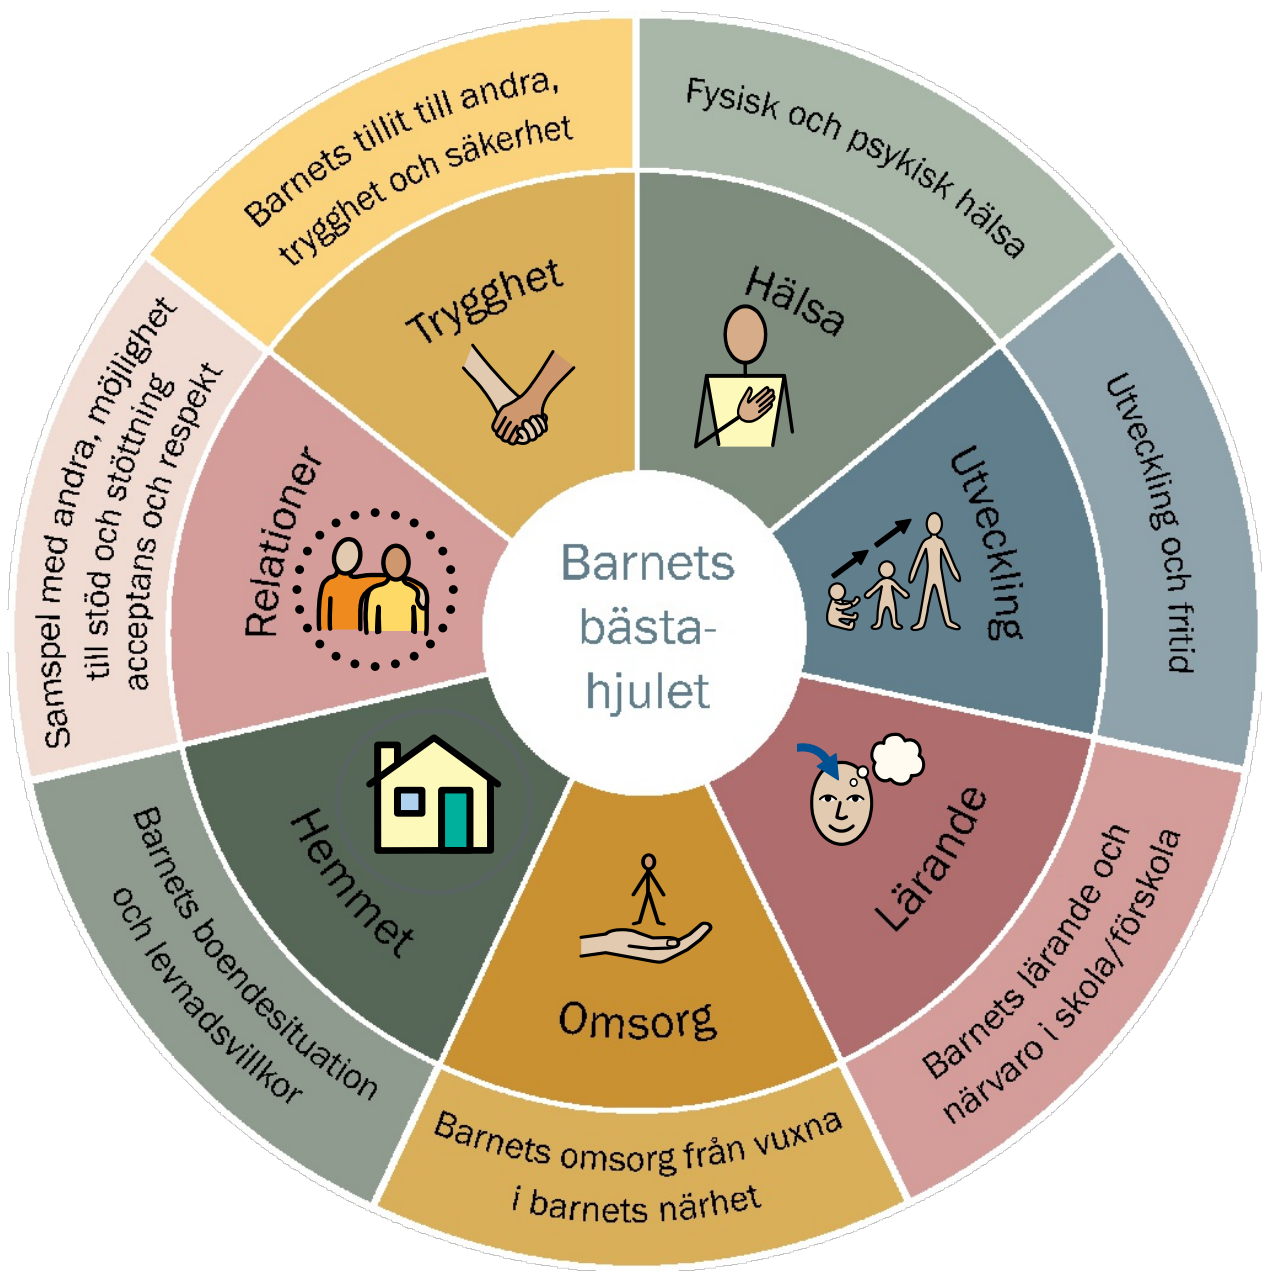 Barnets
bästa-
hjulet
Hälsa
Fysisk och psykisk hälsa
Utveckling
Utveckling och fritid
Lärande
Barnets lärande och
närvaro i skola/förskola
Omsorg
Barnets omsorg från vuxna
i barnets närhet
Hemmet
Barnets boendesituation
och levnadsvillkor
Relationer
Samspel med andra, möjlighet
till stöd och stöttning
acceptans och respekt
Trygghet
Barnets tillit till andra,
trygghet och säkerhet